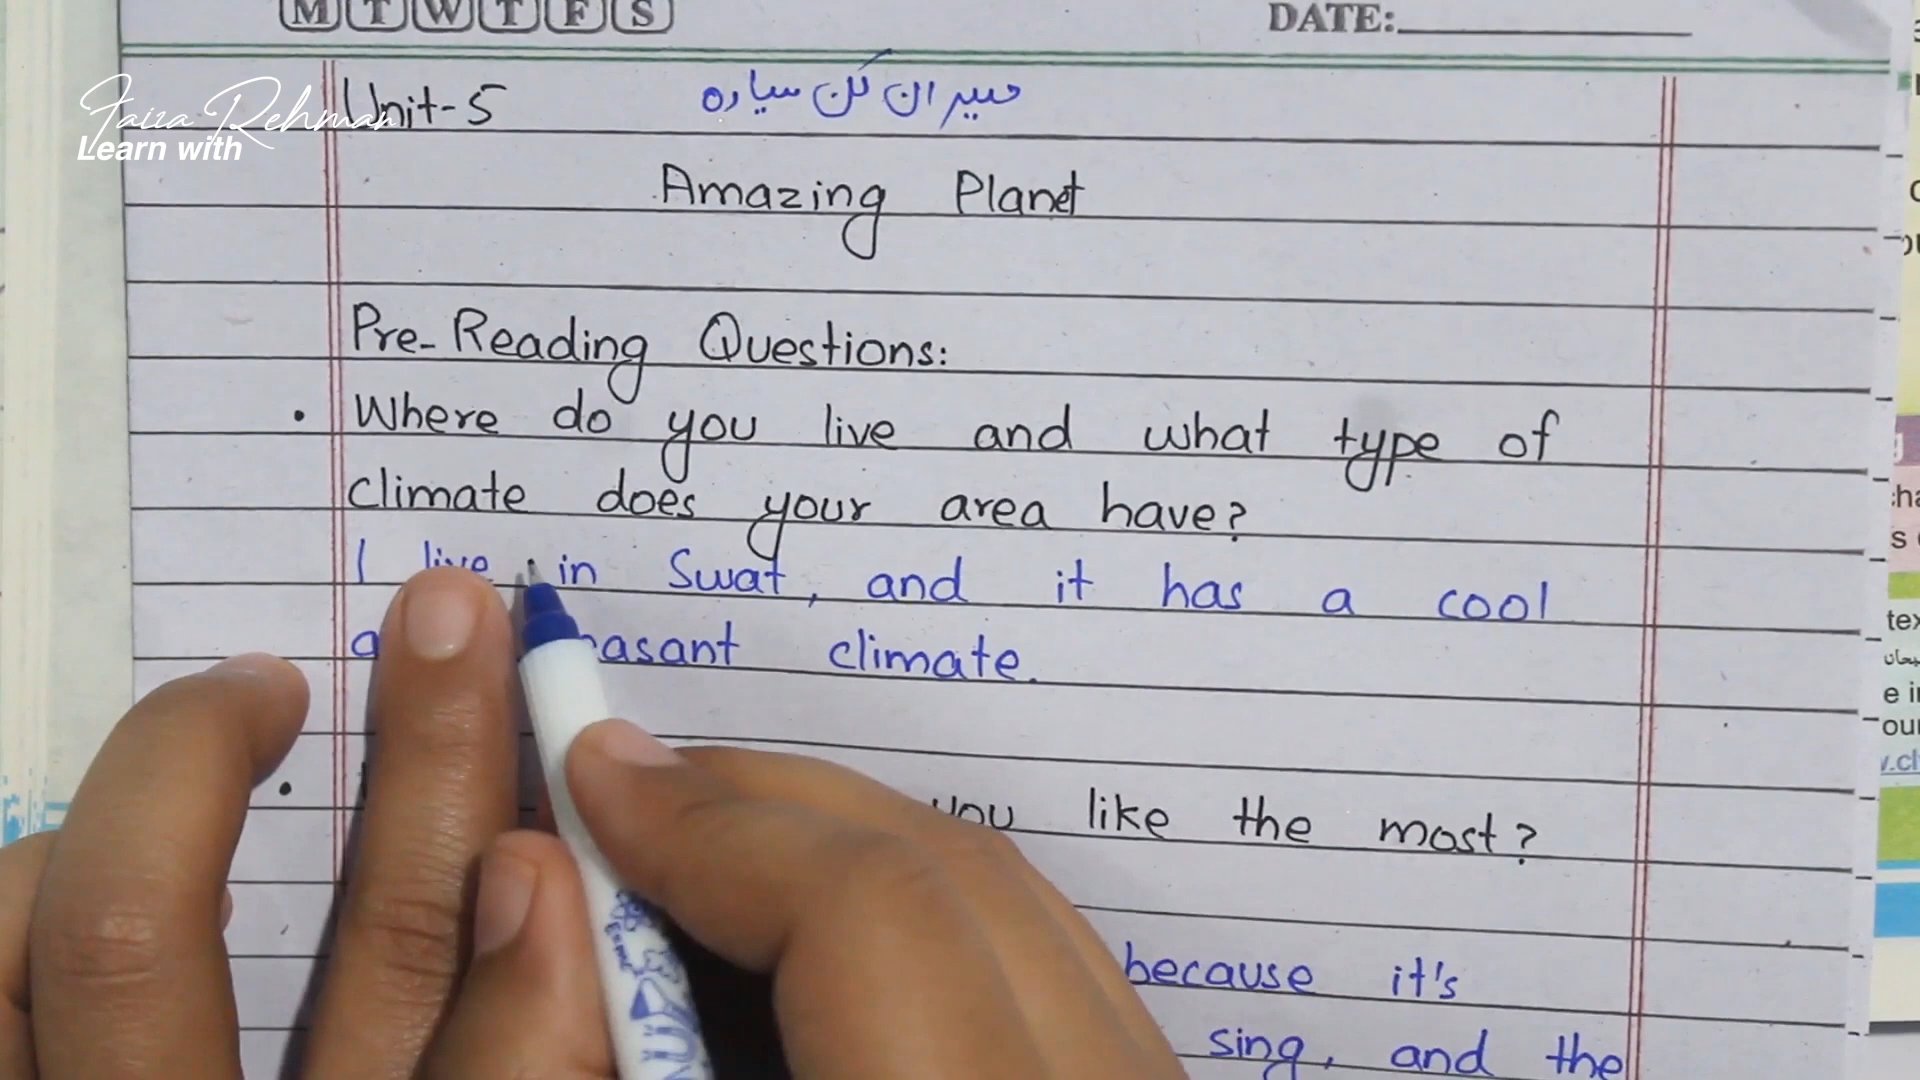 M T W T F S
DATE:
Faiza Rehman
Learn with
Unit-5
حیران کن سیارہ
Amazing Planet
Pre-Reading Questions:
• Where do you live and what type of
climate does your area have?
I live in Swat, and it has a cool
climate.
• you like the most?
because it's
sing, and the